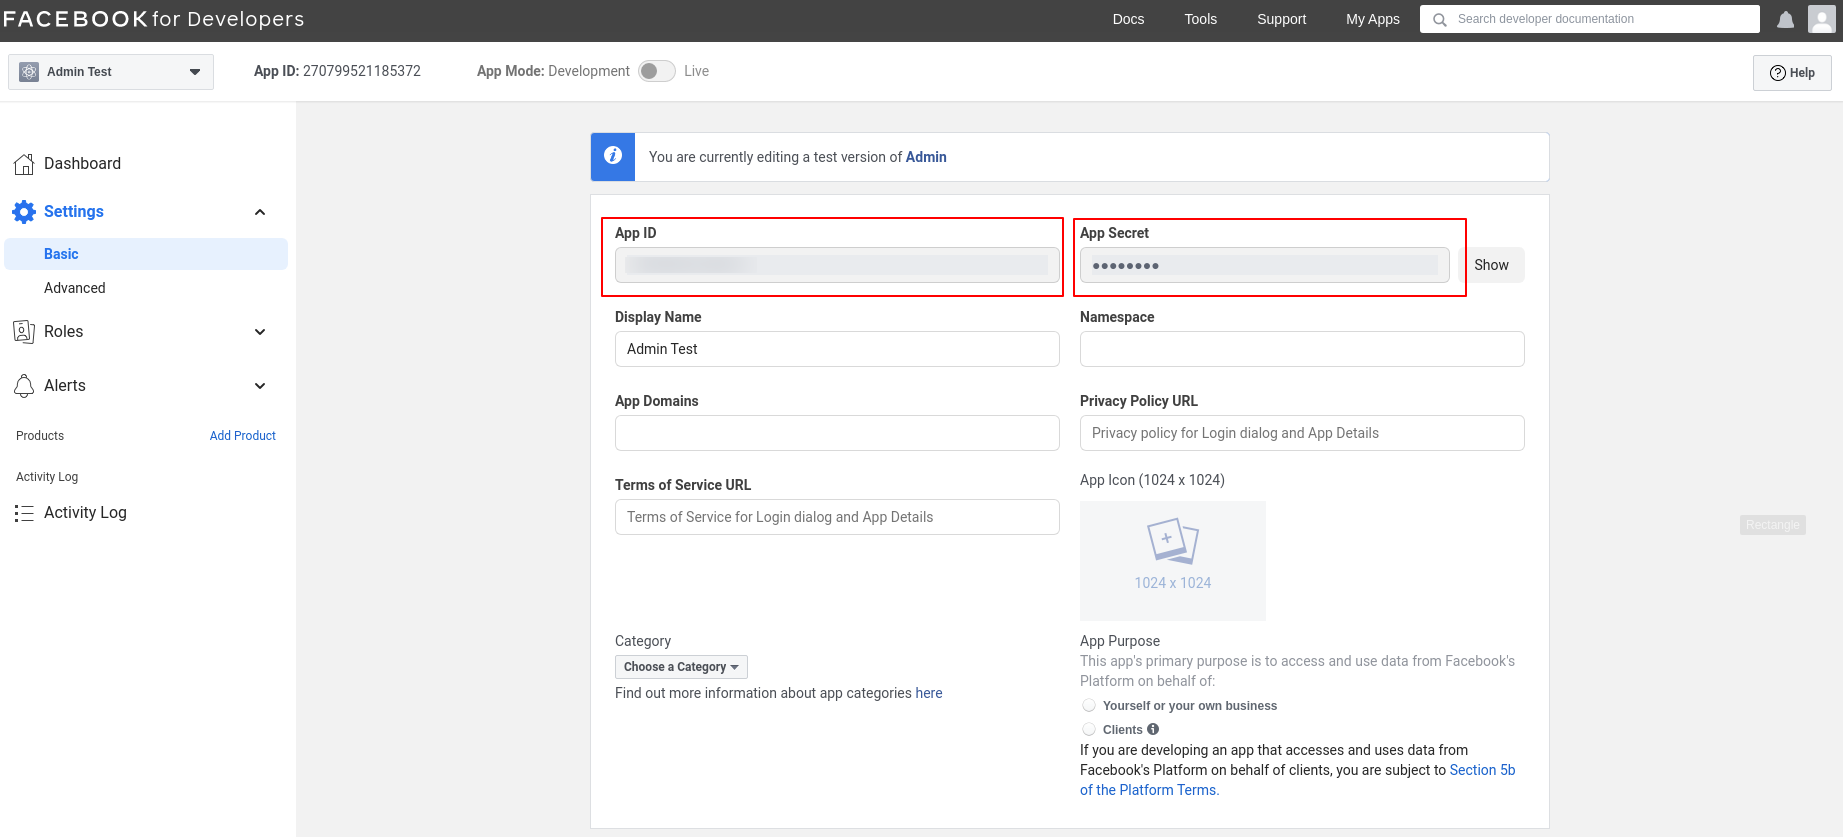 FACEBOOK for Developers
Docs Tools Support My Apps Search developer documentation
Admin Test App ID: 270799521185372 App Mode: Development Live Help
Dashboard
Settings
Basic
Advanced
Roles
Alerts
Products Add Product
Activity Log
Activity Log
You are currently editing a test version of Admin
App ID
App Secret
●●●●●●●● Show
Display Name
Admin Test
Namespace
App Domains
Privacy Policy URL
Privacy policy for Login dialog and App Details
Terms of Service URL
Terms of Service for Login dialog and App Details
App Icon (1024 x 1024)
1024 x 1024
Rectangle
Category
Choose a Category
Find out more information about app categories here
App Purpose
This app's primary purpose is to access and use data from Facebook's
Platform on behalf of:
Yourself or your own business
Clients
If you are developing an app that accesses and uses data from
Facebook's Platform on behalf of clients, you are subject to Section 5b
of the Platform Terms.